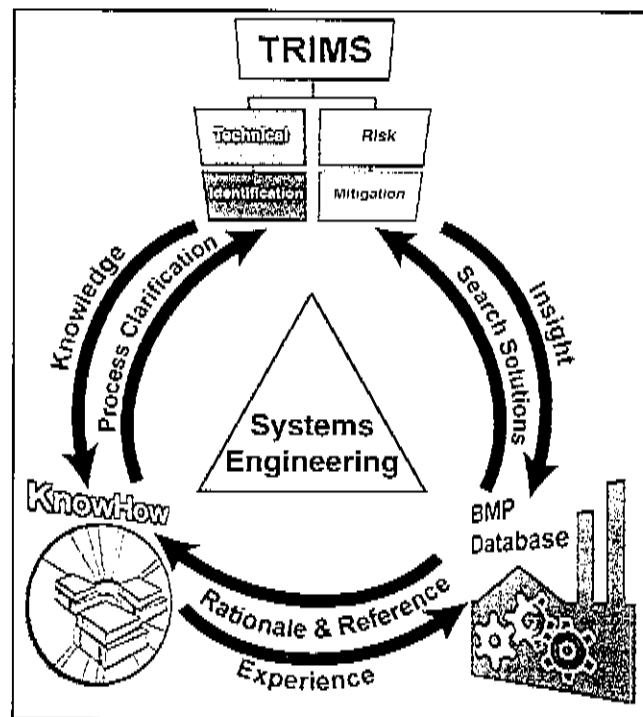 TRIMS
Technical
Risk
Identification
Mitigation
Knowledge
Process Clarification
Search Solutions
Insight
Systems
Engineering
KnowHow
BMP
Database
Rationale & Reference
Experience